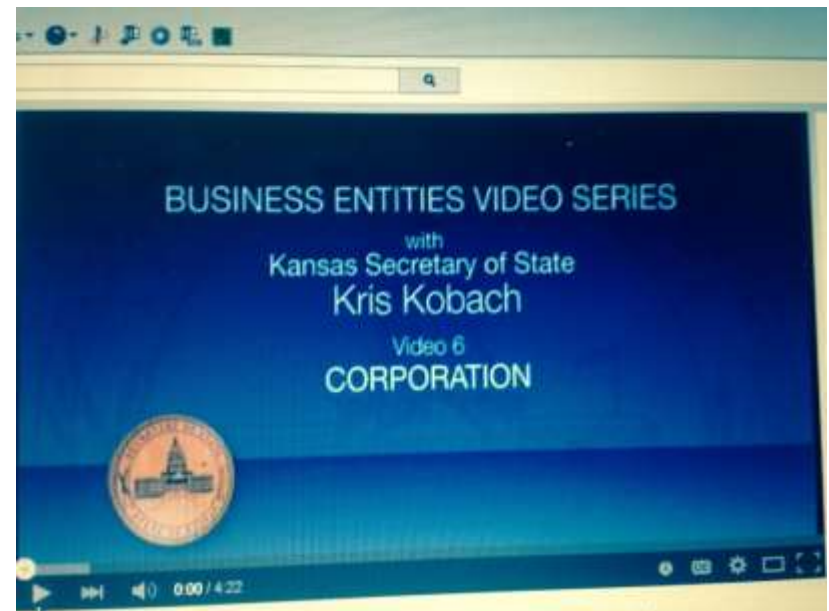 BUSINESS ENTITIES VIDEO SERIES
with
Kansas Secretary of State
Kris Kobach
Video 6
CORPORATION
0:00 / 4:22